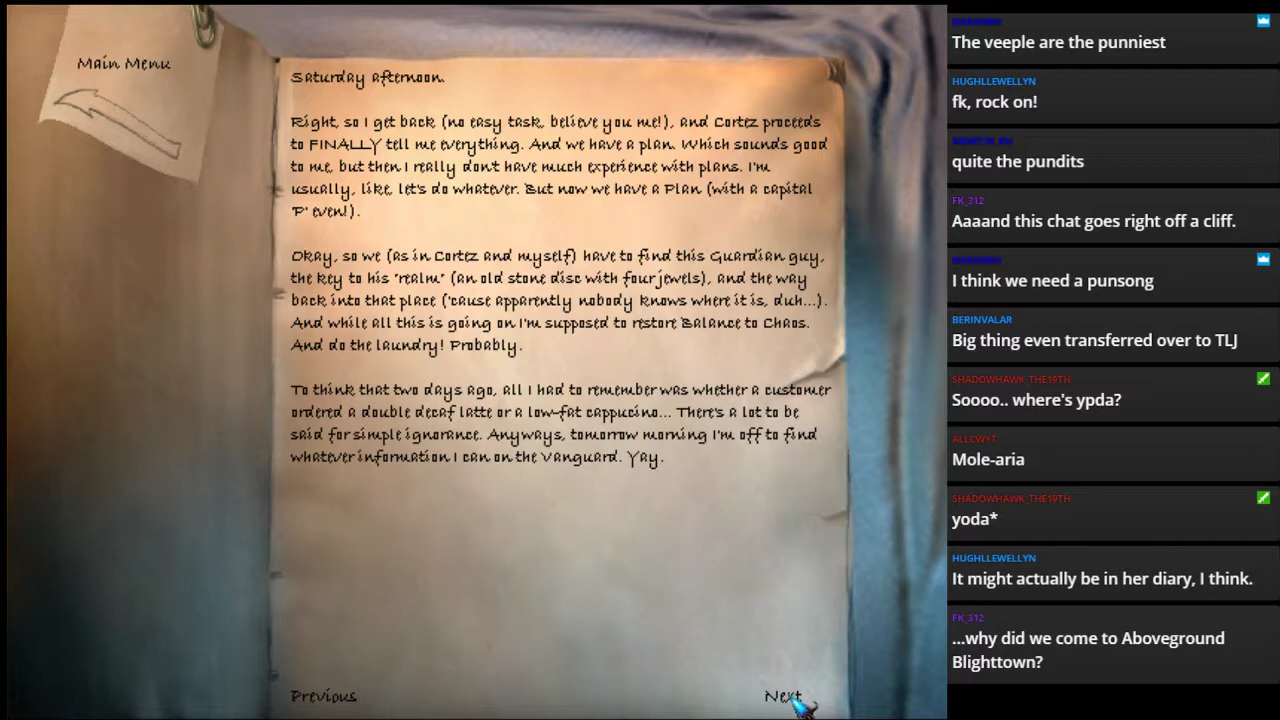 Main Menu
Saturday afternoon.
Right, so I get back (no easy task, believe you me!), and Cortez proceeds
to FINALLY tell me everything. And we have a plan. Which sounds good
to me, but then I really don't have much experience with plans. I'm
usually, like, let's do whatever. But now we have a Plan (with a capital
'P' even!).
Okay, so we (as in Cortez and myself) have to find this Guardian guy,
the key to his "realm" (an old stone disc with four jewels), and the way
back into that place ('cause apparently nobody knows where it is, duh...).
And while all this is going on I'm supposed to restore Balance to Chaos.
And do the laundry! Probably.
To think that two days ago, all I had to remember was whether a customer
ordered a double decaf latte or a low-fat cappucino... There's a lot to be
said for simple ignorance. Anyways, tomorrow morning I'm off to find
whatever information I can on the Vanguard. Yay.
Previous
Next
The veeple are the punniest
HUGHLLEWELLYN
fk, rock on!
quite the pundits
FK_312
Aaaand this chat goes right off a cliff.
I think we need a punsong
BERINVALAR
Big thing even transferred over to TLJ
SHADOWHAWK_THE19TH
Soooo.. where's ypda?
ALLCWYT
Mole-aria
SHADOWHAWK_THE19TH
yoda*
HUGHLLEWELLYN
It might actually be in her diary, I think.
FK_312
...why did we come to Aboveground
Blighttown?